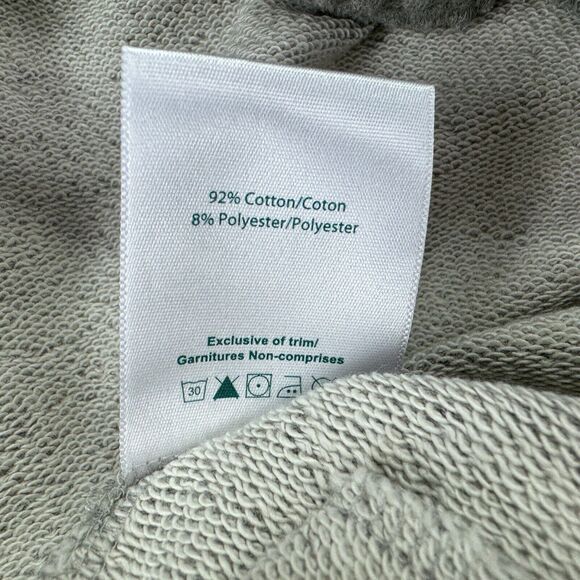 92% Cotton/Coton
8% Polyester/Polyester
Exclusive of trim/
Garnitures Non-comprises
30